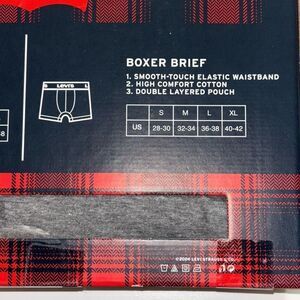 BOXER BRIEF
1. SMOOTH-TOUCH ELASTIC WAISTBAND
2. HIGH COMFORT COTTON
3. DOUBLE LAYERED POUCH
Levi's
S M L XL
US 28-30 32-34 36-38 40-42
8